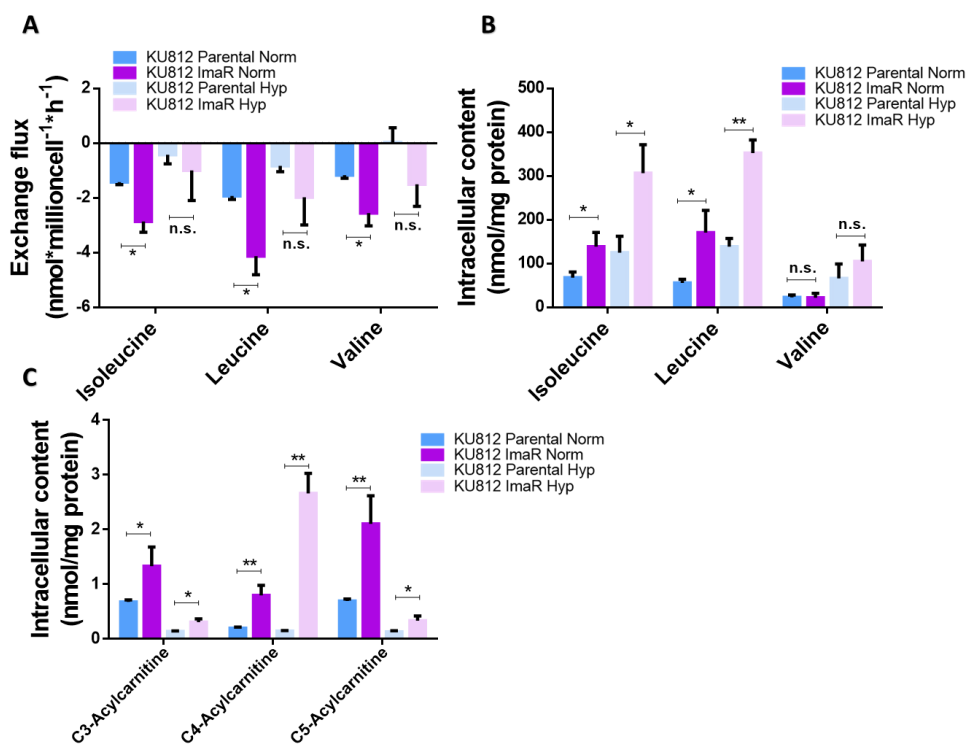 A
KU812 Parental Norm
KU812 ImaR Norm
KU812 Parental Hyp
KU812 ImaR Hyp
Exchange flux
(nmol*millioncell⁻¹*h⁻¹)
2
0
-2
-4
-6
*
n.s.
*
n.s.
*
n.s.
Isoleucine
Leucine
Valine
B
KU812 Parental Norm
KU812 ImaR Norm
KU812 Parental Hyp
KU812 ImaR Hyp
Intracellular content
(nmol/mg protein)
500
400
300
200
100
0
*
*
*
**
n.s.
n.s.
Isoleucine
Leucine
Valine
C
KU812 Parental Norm
KU812 ImaR Norm
KU812 Parental Hyp
KU812 ImaR Hyp
Intracellular content
(nmol/mg protein)
4
3
2
1
0
*
*
**
**
**
*
C3-Acylcarnitine
C4-Acylcarnitine
C5-Acylcarnitine